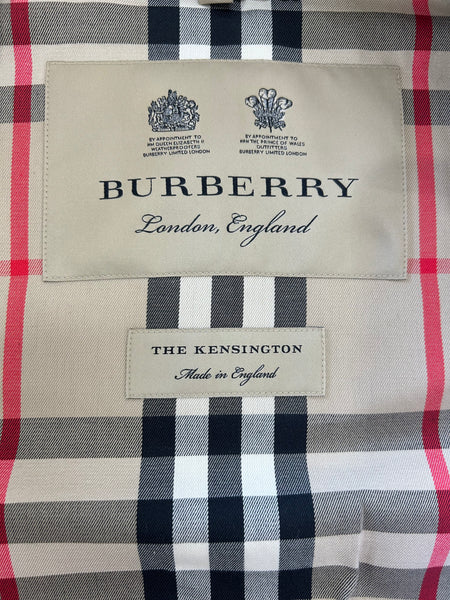 BY APPOINTMENT TO
HM QUEEN ELIZABETH II
WEATHERPROOFERS
BURBERRY LIMITED LONDON
BY APPOINTMENT TO
HRH THE PRINCE OF WALES
OUTFITTERS
BURBERRY LIMITED LONDON
BURBERRY
London, England
THE KENSINGTON
Made in England